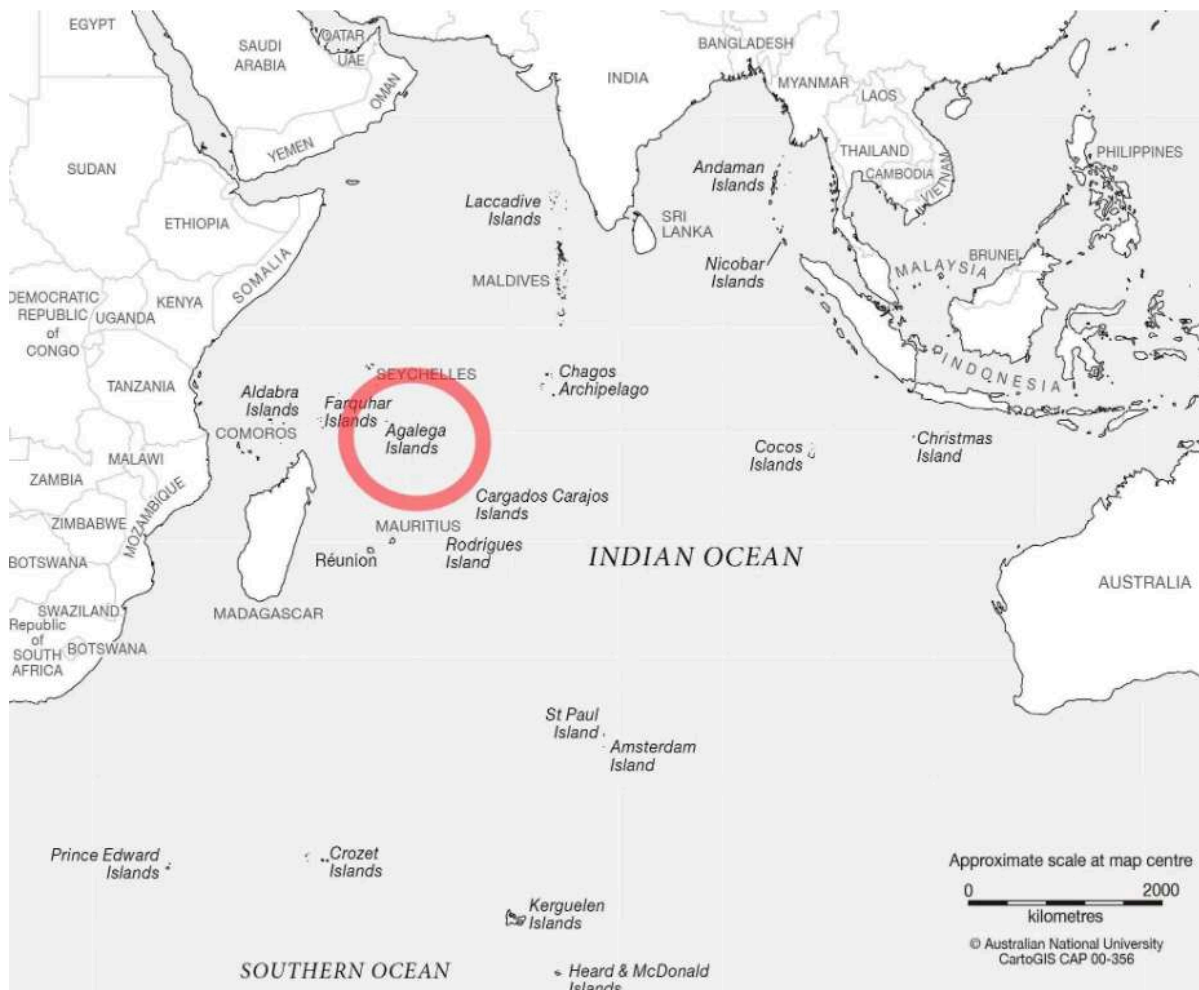 EGYPT
SAUDI
ARABIA
QATAR
UAE
OMAN
YEMEN
SUDAN
ETHIOPIA
SOMALIA
DEMOCRATIC
REPUBLIC
of
CONGO
UGANDA
KENYA
TANZANIA
INDIA
BANGLADESH
MYANMAR
LAOS
THAILAND
CAMBODIA
VIETNAM
PHILIPPINES
Laccadive
Islands
MALDIVES
SRI
LANKA
Andaman
Islands
Nicobar
Islands
MALAYSIA
BRUNEI
INDONESIA
SEYCHELLES
Aldabra
Islands
Farquhar
Islands
Agalega
Islands
COMOROS
Chagos
Archipelago
Cocos
Islands
Christmas
Island
MALAWI
ZAMBIA
ZIMBABWE
MOZAMBIQUE
BOTSWANA
SWAZILAND
Republic
of
SOUTH
AFRICA
BOTSWANA
MADAGASCAR
Cargados Carajos
Islands
MAURITIUS
Réunion
Rodrigues
Island
INDIAN OCEAN
AUSTRALIA
St Paul
Island
Amsterdam
Island
Prince Edward
Islands
Crozet
Islands
Kerguelen
Islands
SOUTHERN OCEAN
Heard & McDonald
Islands
Approximate scale at map centre
0 2000
kilometres
© Australian National University
CartoGIS CAP 00-356